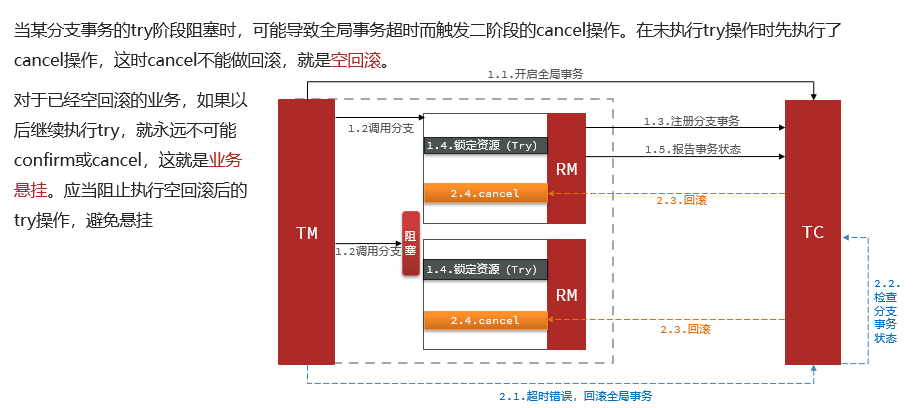 当某分支事务的try阶段阻塞时，可能导致全局事务超时而触发二阶段的cancel操作。在未执行try操作时先执行了
cancel操作，这时cancel不能做回滚，就是空回滚。
对于已经空回滚的业务，如果以
后继续执行try，就永远不可能
confirm或cancel，这就是业务
悬挂。应当阻止执行空回滚后的
try操作，避免悬挂
1.1.开启全局事务
1.2调用分支
1.3.注册分支事务
1.4.锁定资源（Try）
1.5.报告事务状态
RM
2.4.cancel
2.3.回滚
TM
阻
塞
TC
1.2调用分支
1.4.锁定资源（Try）
RM
2.4.cancel
2.3.回滚
2.2.
检查
分支
事务
状态
2.1.超时错误，回滚全局事务